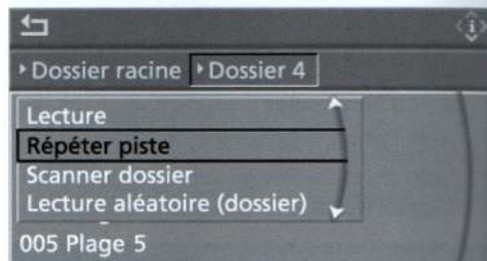 Dossier racine Dossier 4
Lecture
Répéter piste
Scanner dossier
Lecture aléatoire (dossier)
005 Plage 5